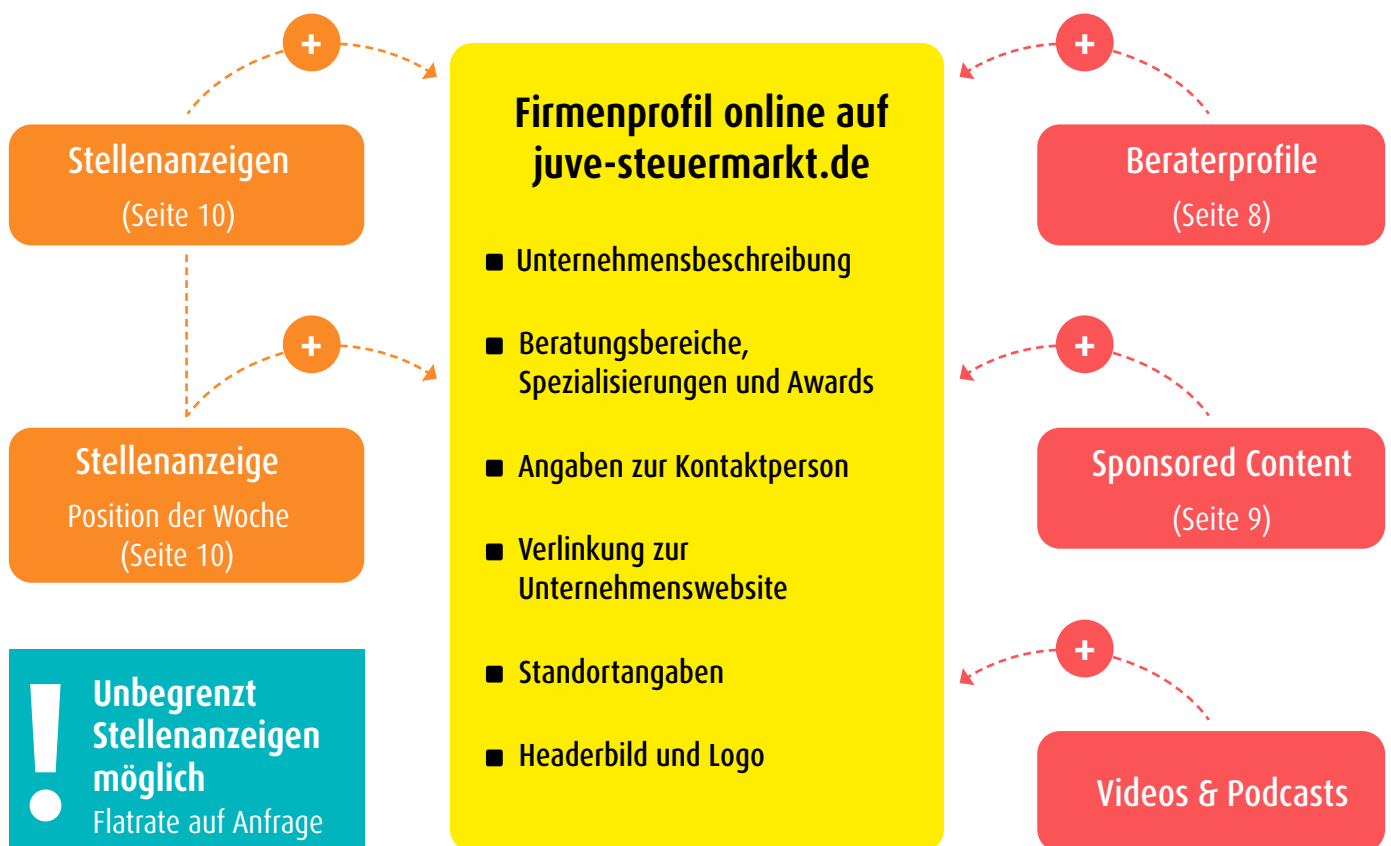 +
Stellenanzeigen
(Seite 10)
+
Stellenanzeige
Position der Woche
(Seite 10)
!
Unbegrenzt
Stellenanzeigen
möglich
Flatrate auf Anfrage
Firmenprofil online auf
juve-steuermarkt.de
■ Unternehmensbeschreibung
■ Beratungsbereiche,
Spezialisierungen und Awards
■ Angaben zur Kontaktperson
■ Verlinkung zur
Unternehmenswebsite
■ Standortangaben
■ Headerbild und Logo
+
Beraterprofile
(Seite 8)
+
Sponsored Content
(Seite 9)
+
Videos & Podcasts